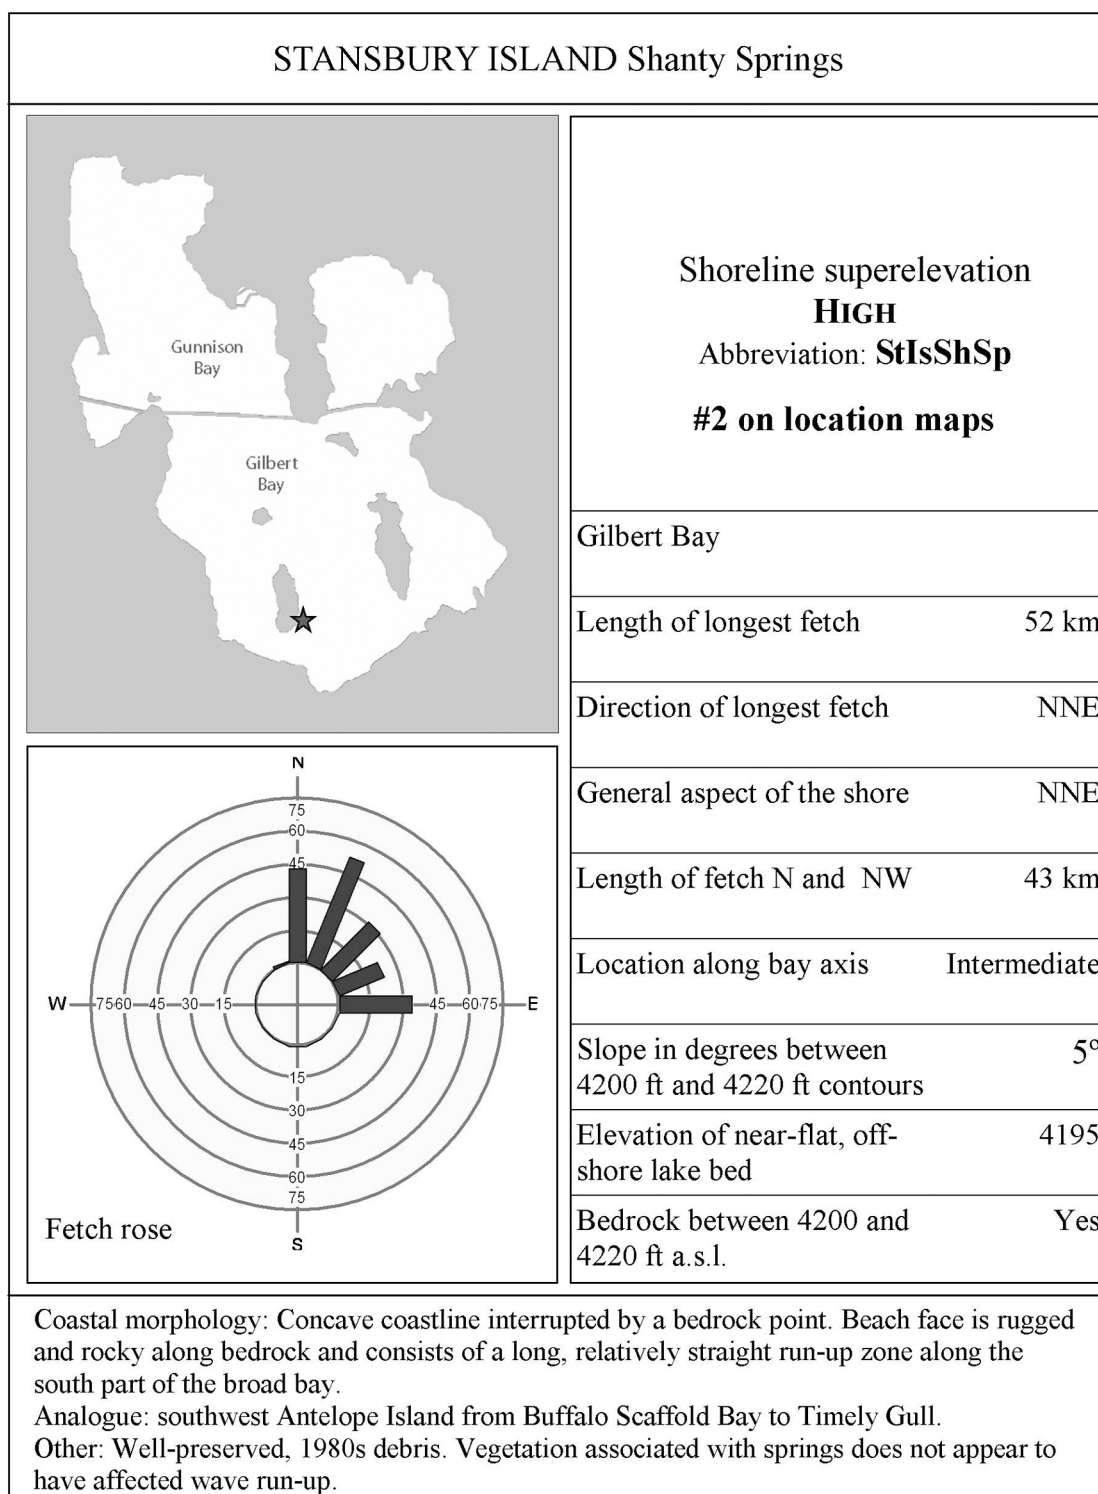 STANSBURY ISLAND Shanty Springs
Gunnison
Bay
Gilbert
Bay
Shoreline superelevation
HIGH
Abbreviation: StIsShSp
#2 on location maps
Gilbert Bay
Length of longest fetch 52 km
Direction of longest fetch NNE
General aspect of the shore NNE
Length of fetch N and NW 43 km
Location along bay axis Intermediate
Slope in degrees between 5°
4200 ft and 4220 ft contours
Elevation of near-flat, off- 4195
shore lake bed
Bedrock between 4200 and Yes
4220 ft a.s.l.
N
75
60
45
W 75 60 45 30 15 45 60 75 E
15
30
45
60
75
S
Fetch rose
Coastal morphology: Concave coastline interrupted by a bedrock point. Beach face is rugged
and rocky along bedrock and consists of a long, relatively straight run-up zone along the
south part of the broad bay.
Analogue: southwest Antelope Island from Buffalo Scaffold Bay to Timely Gull.
Other: Well-preserved, 1980s debris. Vegetation associated with springs does not appear to
have affected wave run-up.